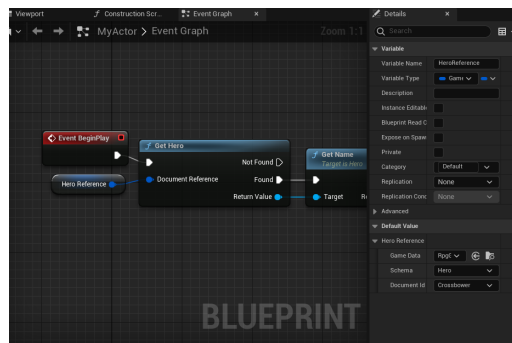 Viewport
Construction Scr...
Event Graph
MyActor > Event Graph
Zoom 1:1
Event BeginPlay
Hero Reference
Get Hero
Not Found
Document Reference
Found
Return Value
Get Name
Target is Hero
Target
BLUEPRINT
Details
Search
Variable
Variable Name HeroReference
Variable Type
Description
Instance Editabl
Blueprint Read C
Expose on Spaw
Private
Category Default
Replication None
Replication Conc None
Advanced
Default Value
Hero Reference
Game Data
Schema Hero
Document Id Crossbower